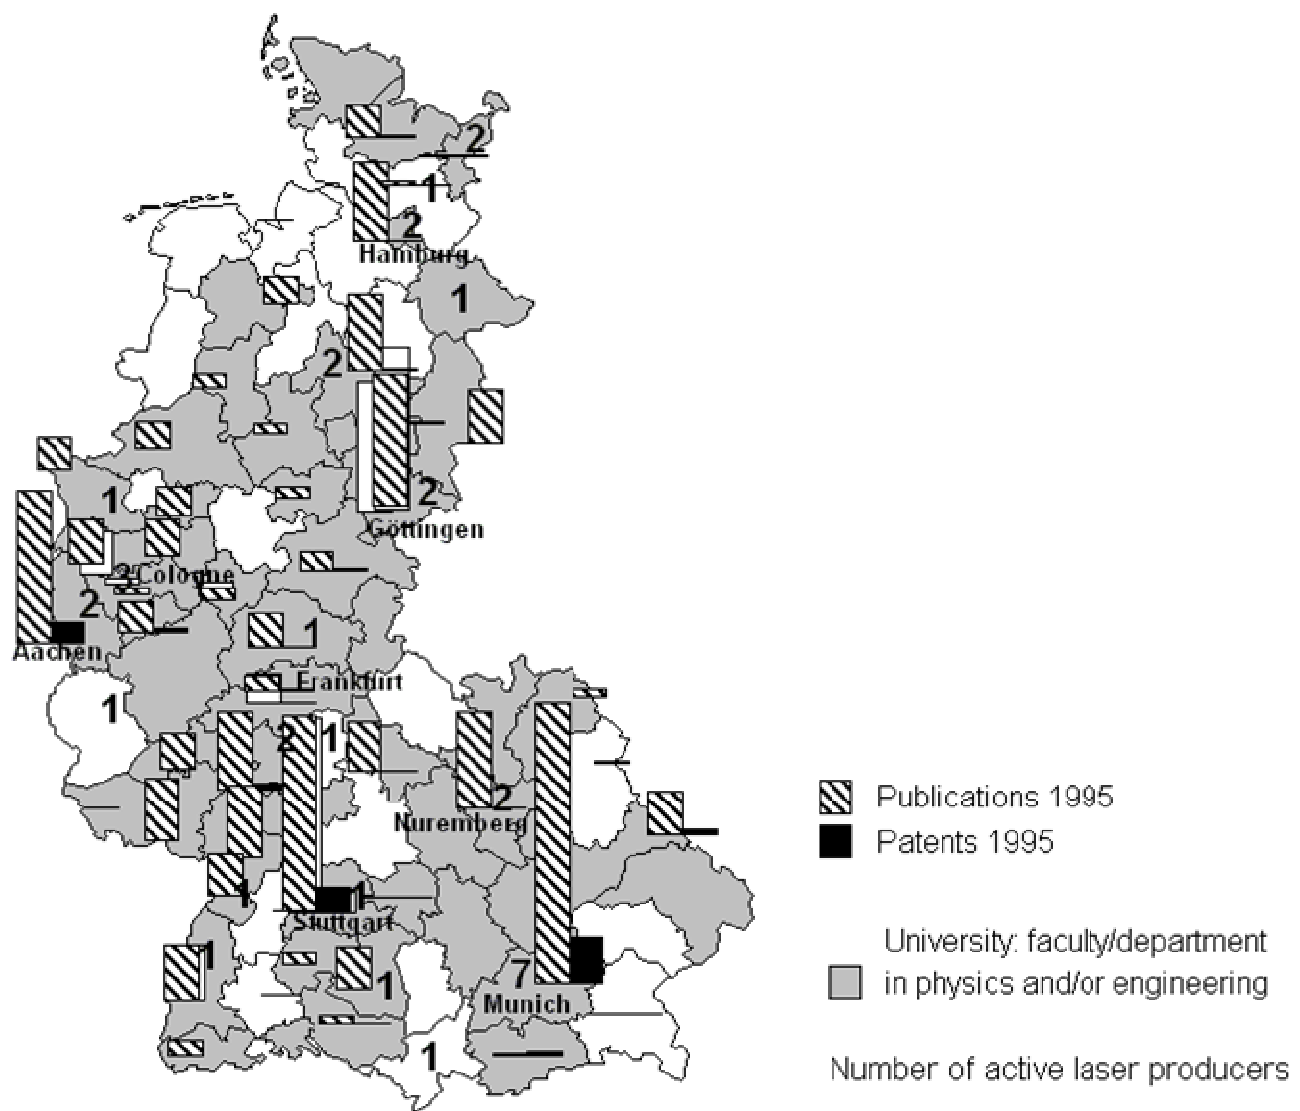 2
1
2
Hamburg
1
2
2
Göttingen
1
3 Cologne
2
Aachen
1
Frankfurt
1
2 1
2
Nuremberg
1
1
Stuttgart
1
7
1
Munich
1
Publications 1995
Patents 1995
University: faculty/department
in physics and/or engineering
Number of active laser producers